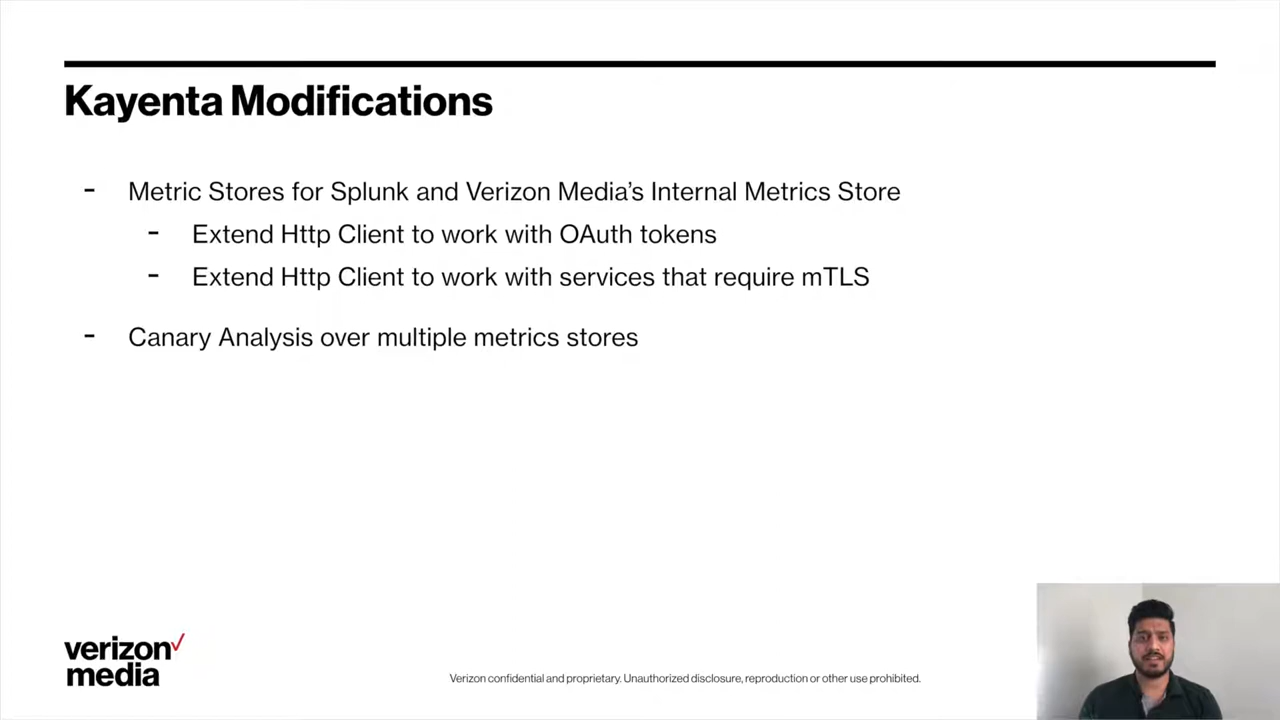 Kayenta Modifications
- Metric Stores for Splunk and Verizon Media’s Internal Metrics Store
- Extend Http Client to work with OAuth tokens
- Extend Http Client to work with services that require mTLS
- Canary Analysis over multiple metrics stores
verizon
media
Verizon confidential and proprietary. Unauthorized disclosure, reproduction or other use prohibited.